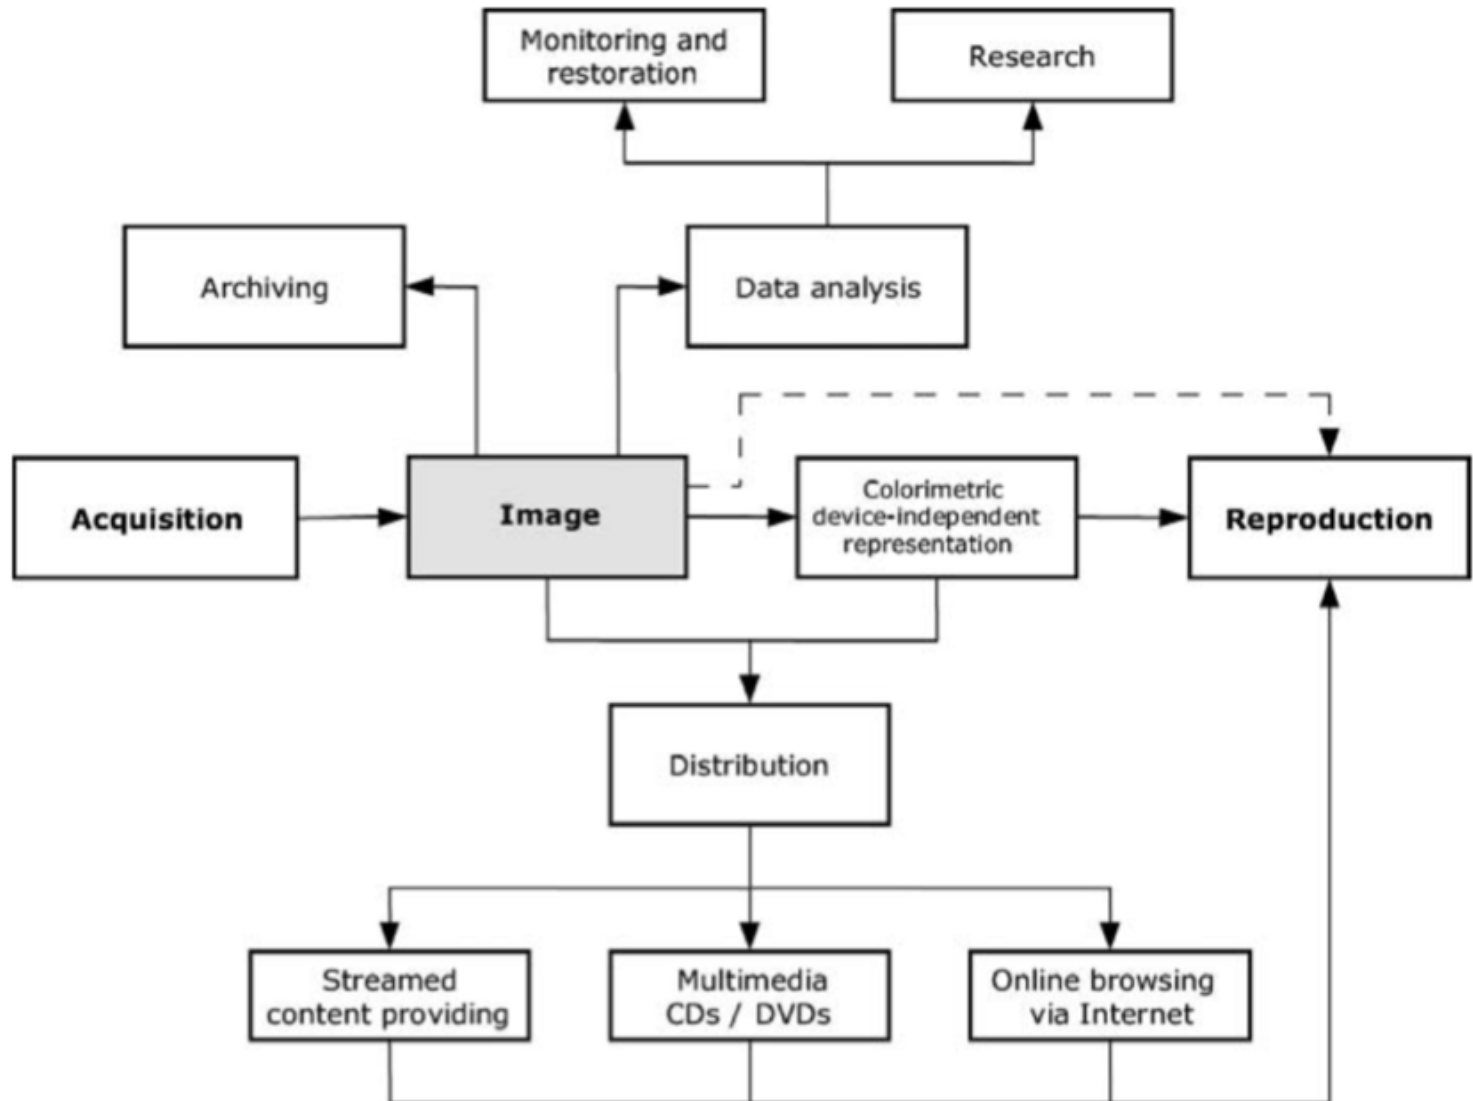 Monitoring and
restoration
Research
Archiving
Data analysis
Acquisition
Image
Colorimetric
device-independent
representation
Reproduction
Distribution
Streamed
content providing
Multimedia
CDs / DVDs
Online browsing
via Internet